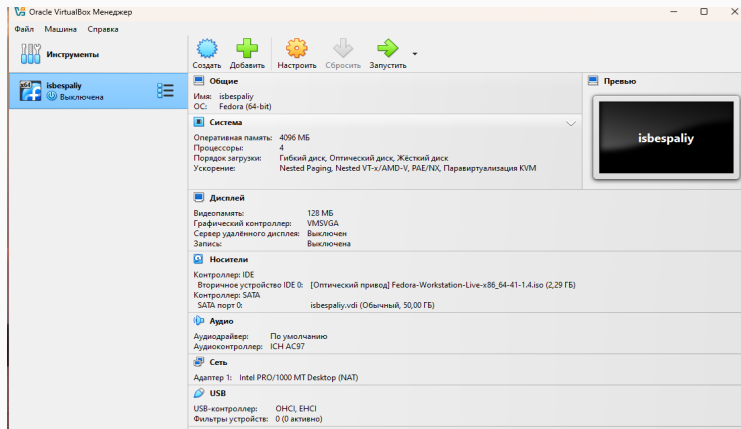 Oracle VirtualBox Менеджер
Файл Машина Справка
Инструменты
Создать Добавить Настроить Сбросить Запустить
x64
isbespaliy
Выключена
Общие
Имя: isbespaliy
ОС: Fedora (64-bit)
Превью
isbespaliy
Система
Оперативная память: 4096 МБ
Процессоры: 4
Порядок загрузки: Гибкий диск, Оптический диск, Жёсткий диск
Ускорение: Nested Paging, Nested VT-x/AMD-V, PAE/NX, Паравиртуализация KVM
Дисплей
Видеопамять: 128 МБ
Графический контроллер: VMSVGA
Сервер удалённого дисплея: Выключен
Запись: Выключена
Носители
Контроллер: IDE
Вторичное устройство IDE 0: [Оптический привод] Fedora-Workstation-Live-x86_64-41-1.4.iso (2,29 ГБ)
Контроллер: SATA
SATA порт 0: isbespaliy.vdi (Обычный, 50,00 ГБ)
Аудио
Аудиодрайвер: По умолчанию
Аудиоконтроллер: ICH AC97
Сеть
Адаптер 1: Intel PRO/1000 MT Desktop (NAT)
USB
USB-контроллер: OHCI, EHCI
Фильтры устройств: 0 (0 активно)